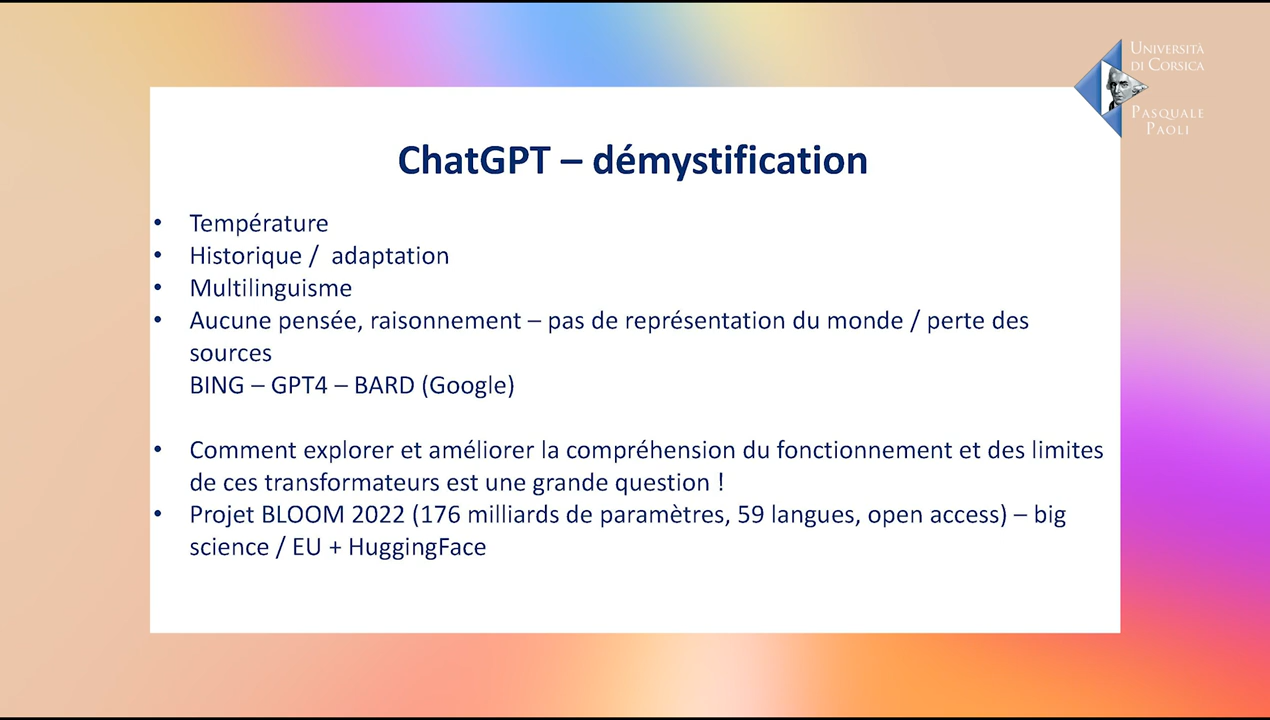 UNIVERSITÀ
DI CORSICA
PASQUALE
PAOLI
ChatGPT – démystification
• Température
• Historique / adaptation
• Multilinguisme
• Aucune pensée, raisonnement – pas de représentation du monde / perte des
sources
BING – GPT4 – BARD (Google)
• Comment explorer et améliorer la compréhension du fonctionnement et des limites
de ces transformateurs est une grande question !
• Projet BLOOM 2022 (176 milliards de paramètres, 59 langues, open access) – big
science / EU + HuggingFace